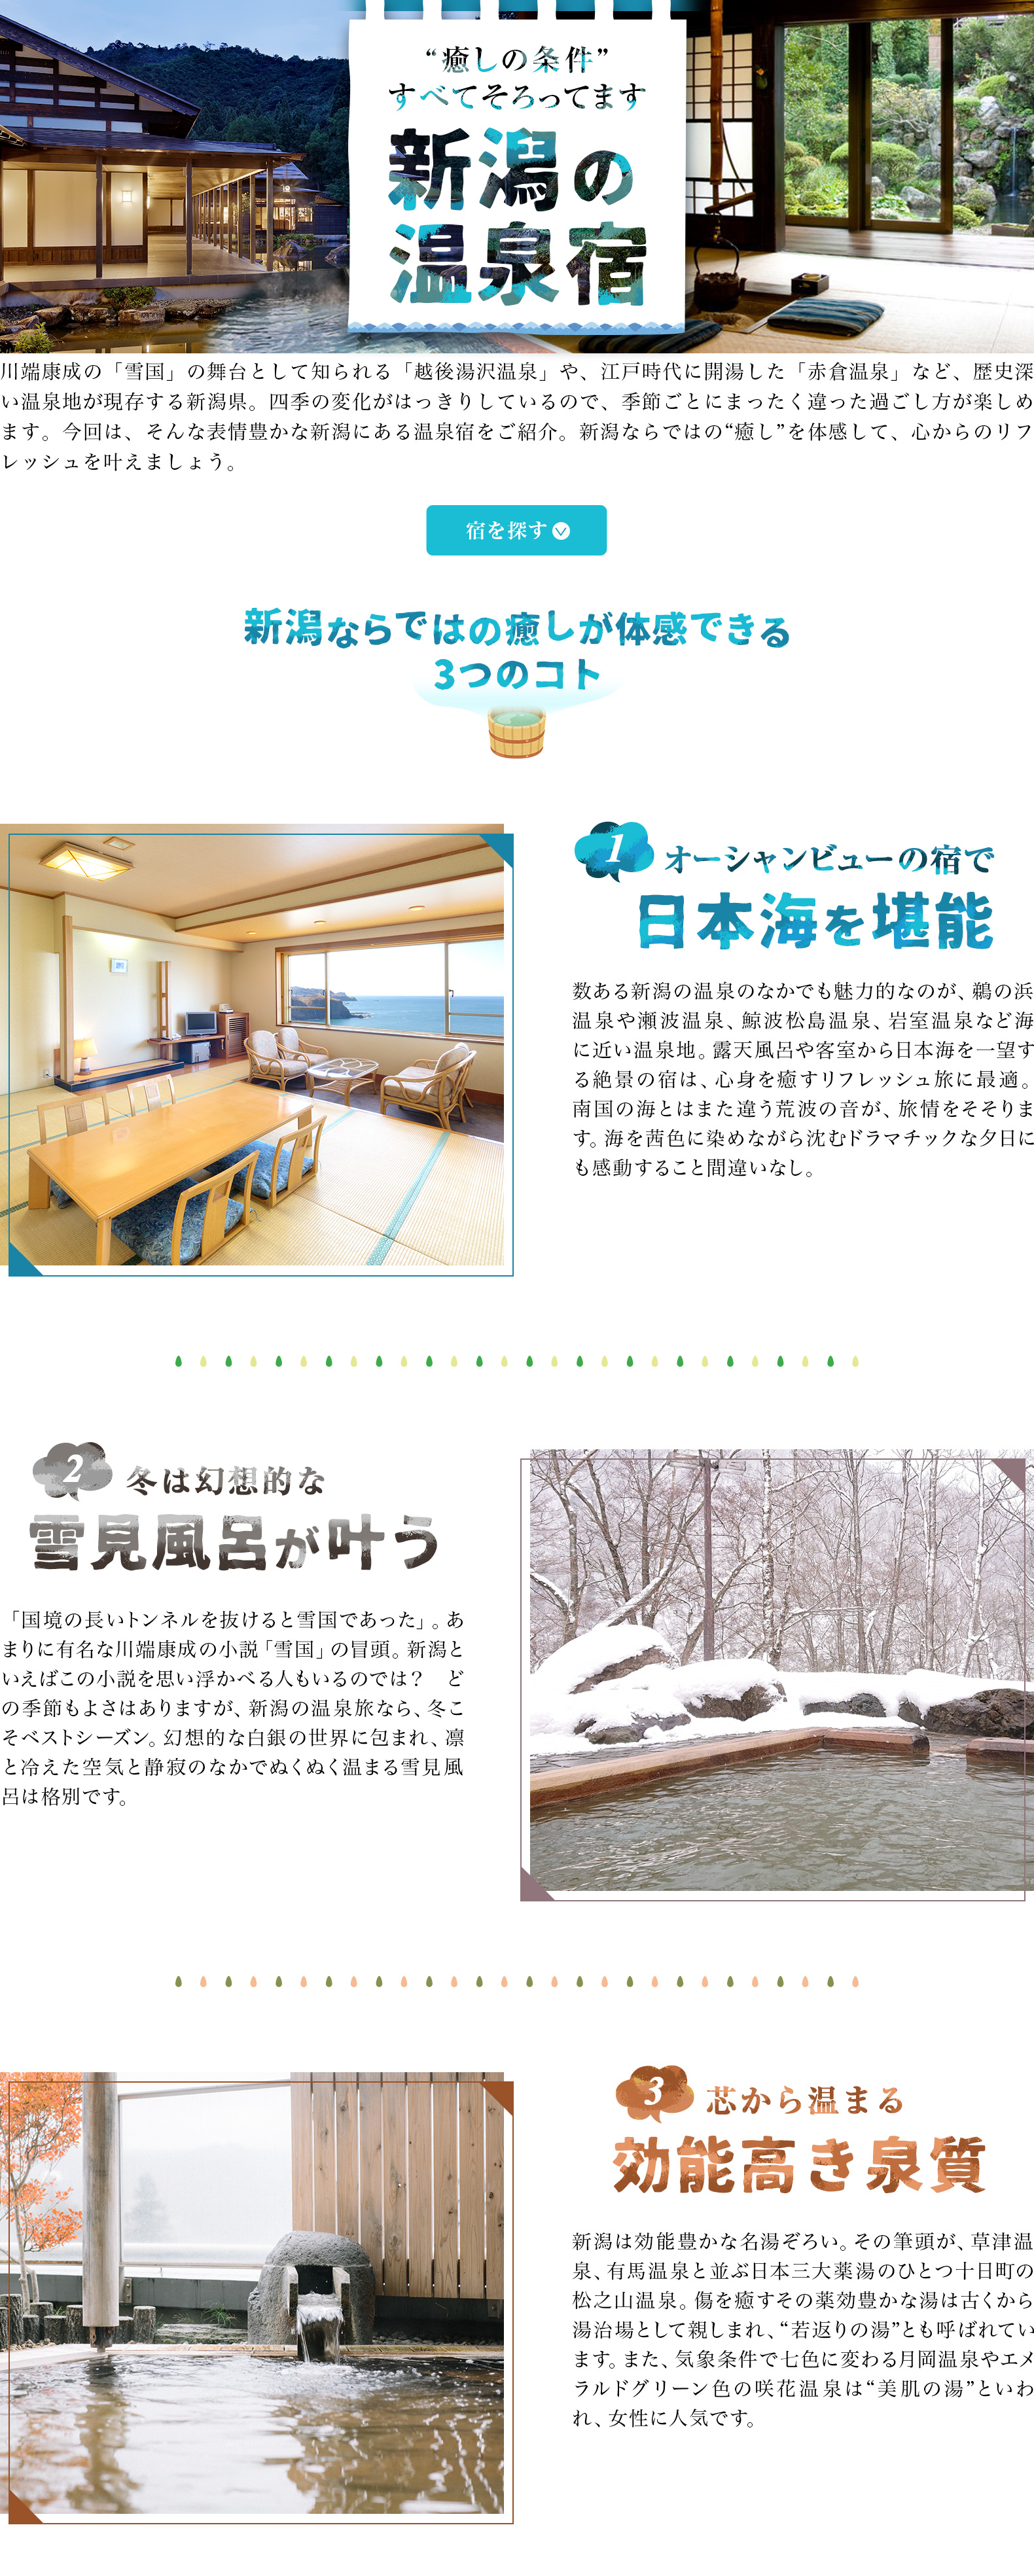 “癒しの条件”
すべてそろってます
新潟の
温泉宿
川端康成の「雪国」の舞台として知られる「越後湯沢温泉」や、江戸時代に開湯した「赤倉温泉」など、歴史深
い温泉地が現存する新潟県。四季の変化がはっきりしているので、季節ごとにまったく違った過ごし方が楽しめ
ます。今回は、そんな表情豊かな新潟にある温泉宿をご紹介。新潟ならではの“癒し”を体感して、心からのリフ
レッシュを叶えましょう。
宿を探す
新潟ならではの癒しが体感できる
3つのコト
1 オーシャンビューの宿で
日本海を堪能
数ある新潟の温泉のなかでも魅力的なのが、鵜の浜
温泉や瀬波温泉、鯨波松島温泉、岩室温泉など海
に近い温泉地。露天風呂や客室から日本海を一望す
る絶景の宿は、心身を癒すリフレッシュ旅に最適。
南国の海とはまた違う荒波の音が、旅情をそそりま
す。海を茜色に染めながら沈むドラマチックな夕日に
も感動すること間違いなし。
2 冬は幻想的な
雪見風呂が叶う
「国境の長いトンネルを抜けると雪国であった」。あ
まりに有名な川端康成の小説「雪国」の冒頭。新潟と
いえばこの小説を思い浮かべる人もいるのでは？　ど
の季節もよさはありますが、新潟の温泉旅なら、冬こ
そベストシーズン。幻想的な白銀の世界に包まれ、凛
と冷えた空気と静寂のなかでぬくぬく温まる雪見風
呂は格別です。
3 芯から温まる
効能高き泉質
新潟は効能豊かな名湯ぞろい。その筆頭が、草津温
泉、有馬温泉と並ぶ日本三大薬湯のひとつ十日町の
松之山温泉。傷を癒すその薬効豊かな湯は古くから
湯治場として親しまれ、“若返りの湯”とも呼ばれてい
ます。また、気象条件で七色に変わる月岡温泉やエメ
ラルドグリーン色の咲花温泉は“美肌の湯”といわ
れ、女性に人気です。